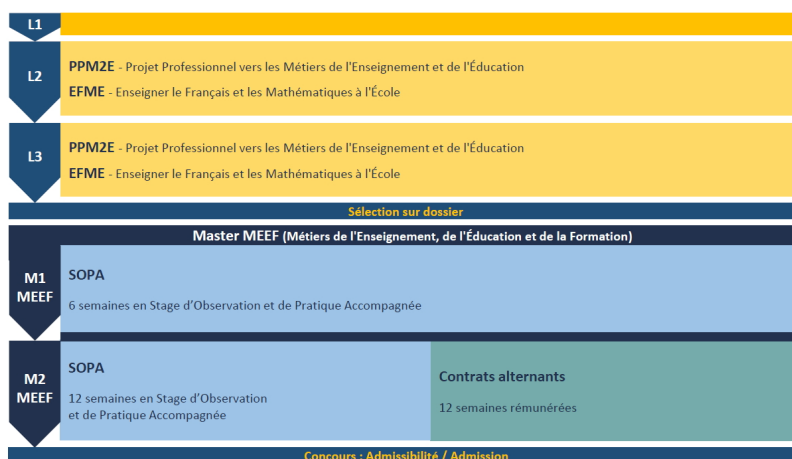 L1
L2
PPM2E - Projet Professionnel vers les Métiers de l'Enseignement et de l'Éducation
EFME - Enseigner le Français et les Mathématiques à l'École
L3
PPM2E - Projet Professionnel vers les Métiers de l'Enseignement et de l'Éducation
EFME - Enseigner le Français et les Mathématiques à l'École
Sélection sur dossier
Master MEEF (Métiers de l'Enseignement, de l'Éducation et de la Formation)
M1
MEEF
SOPA
6 semaines en Stage d'Observation et de Pratique Accompagnée
M2
MEEF
SOPA
12 semaines en Stage d'Observation
et de Pratique Accompagnée
Contrats alternants
12 semaines rémunérées
Concours : Admissibilité / Admission